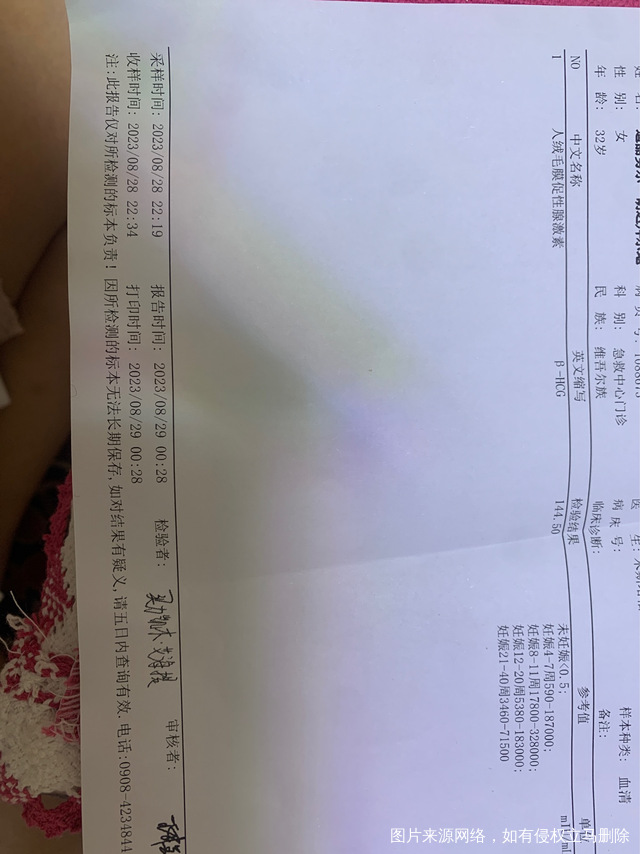 性 别: 女 科 别: 急救中心门诊 病 床 号: 样本种类: 血清
年 龄: 32岁 民 族: 维吾尔族 临床诊断: 备注:
NO 中文名称 英文缩写 检验结果 参考值 单
1 人绒毛膜促性腺激素 β-HCG 144.50 未妊娠<0.5;
妊娠4-7周590-187000;
妊娠8-11周17800-328000;
妊娠12-20周5380-183000;
妊娠21-40周3460-71500
采样时间: 2023/08/28 22:19 报告时间: 2023/08/29 00:28 检验者: 审核者:
收样时间: 2023/08/28 22:34 打印时间: 2023/08/29 00:28
注:此报告仅对所检测的标本负责! 因所检测的标本无法长期保存,如对结果有疑义,请五日内查询有效. 电话:0908-4234844
图片来源网络，如有侵权立马删除